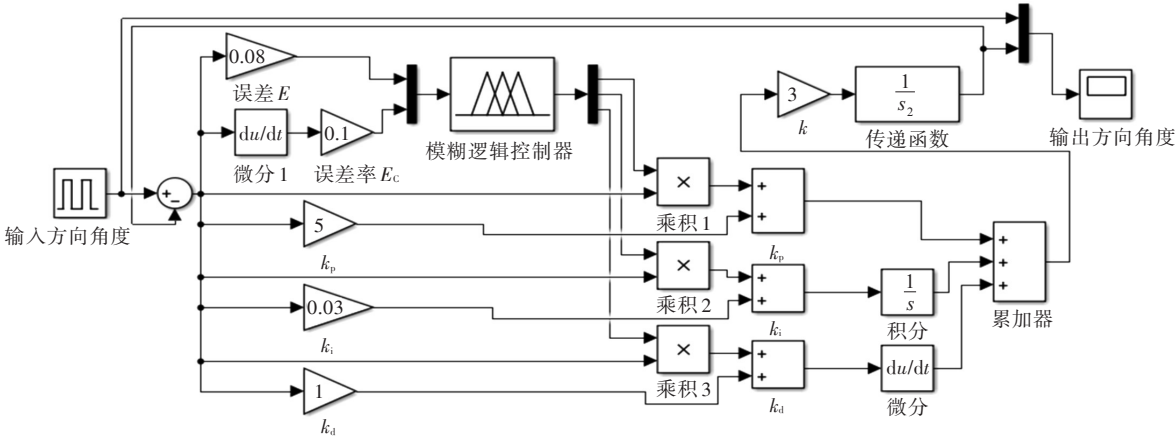 0.08
误差E
du/dt
微分1
0.1
误差率Ec
模糊逻辑控制器
3
k
1
s2
传递函数
输出方向角度
输入方向角度
+
−
5
kp
0.03
ki
1
kd
×
乘积1
×
乘积2
×
乘积3
+
+
kp
+
+
ki
+
+
kd
1
s
积分
du/dt
微分
+
+
+
累加器